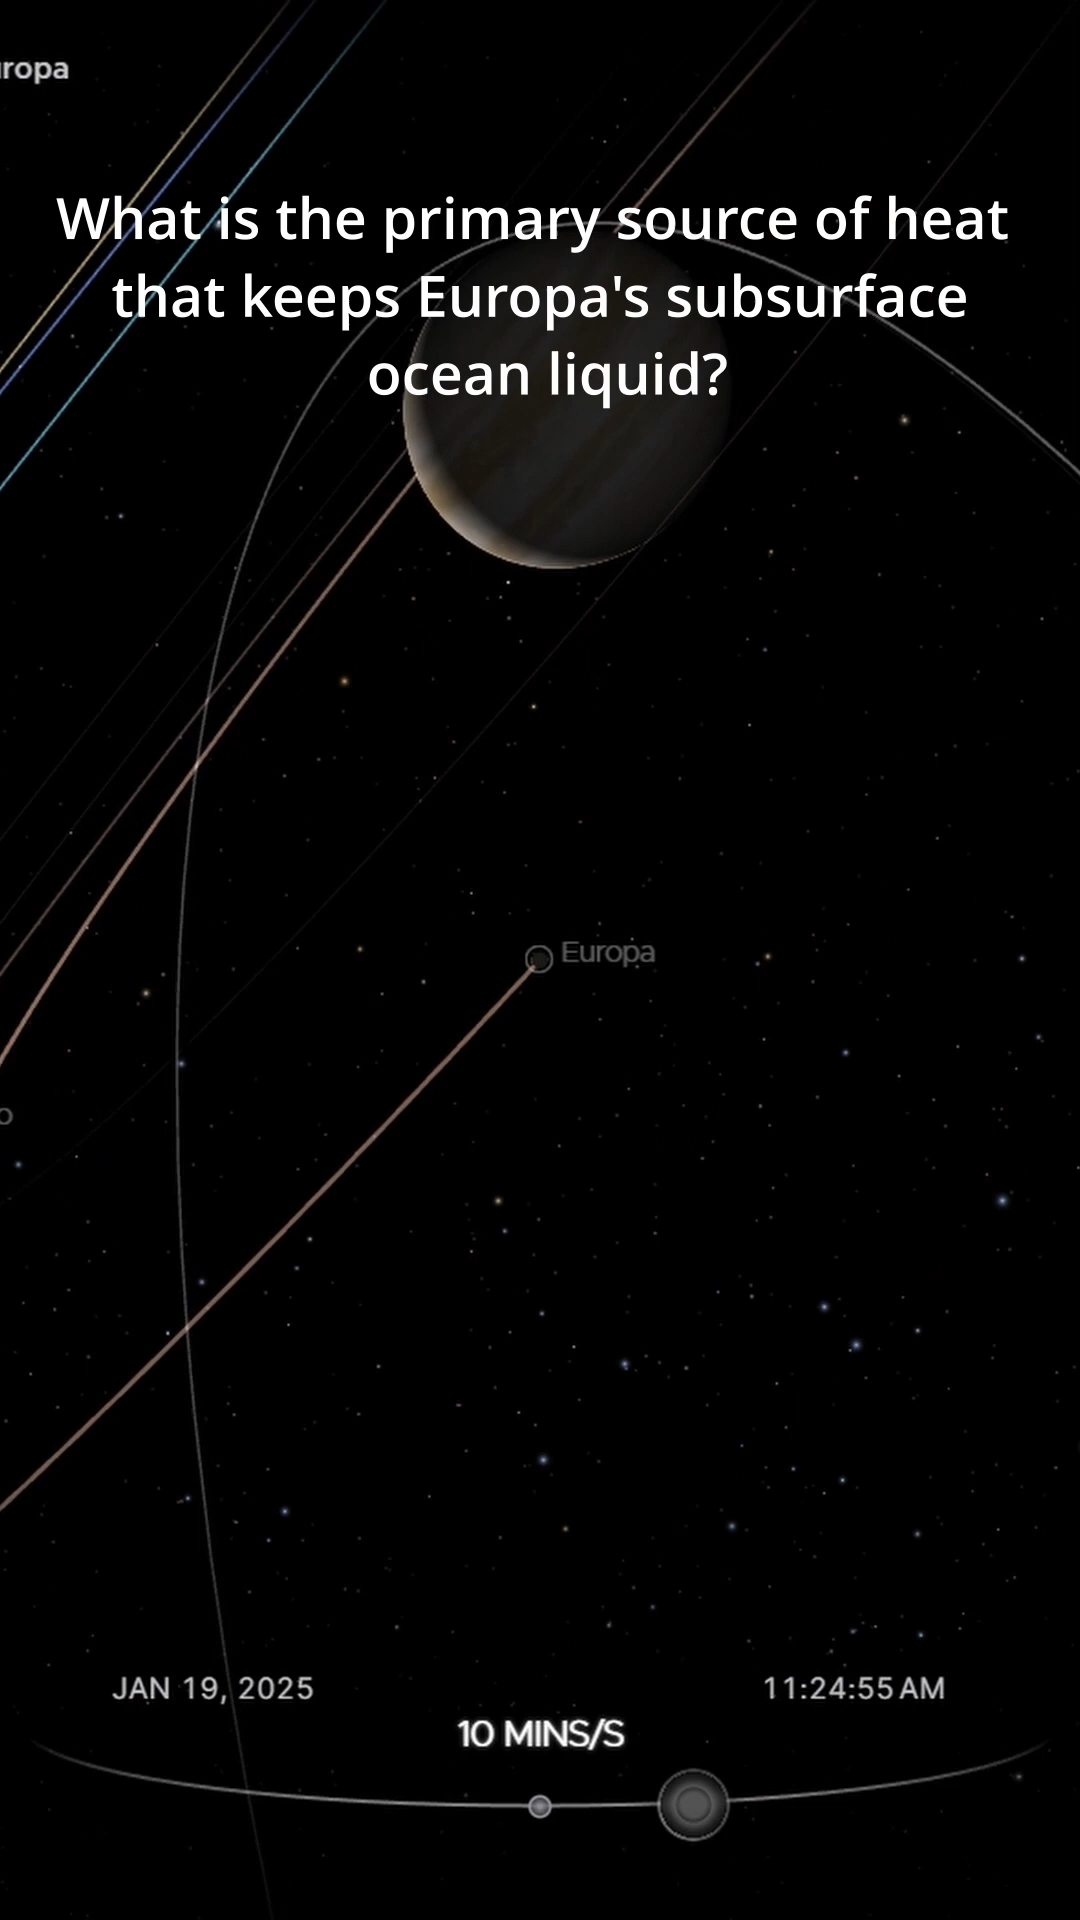 ropa
What is the primary source of heat
that keeps Europa's subsurface
ocean liquid?
Europa
o
JAN 19, 2025
11:24:55 AM
10 MINS/S